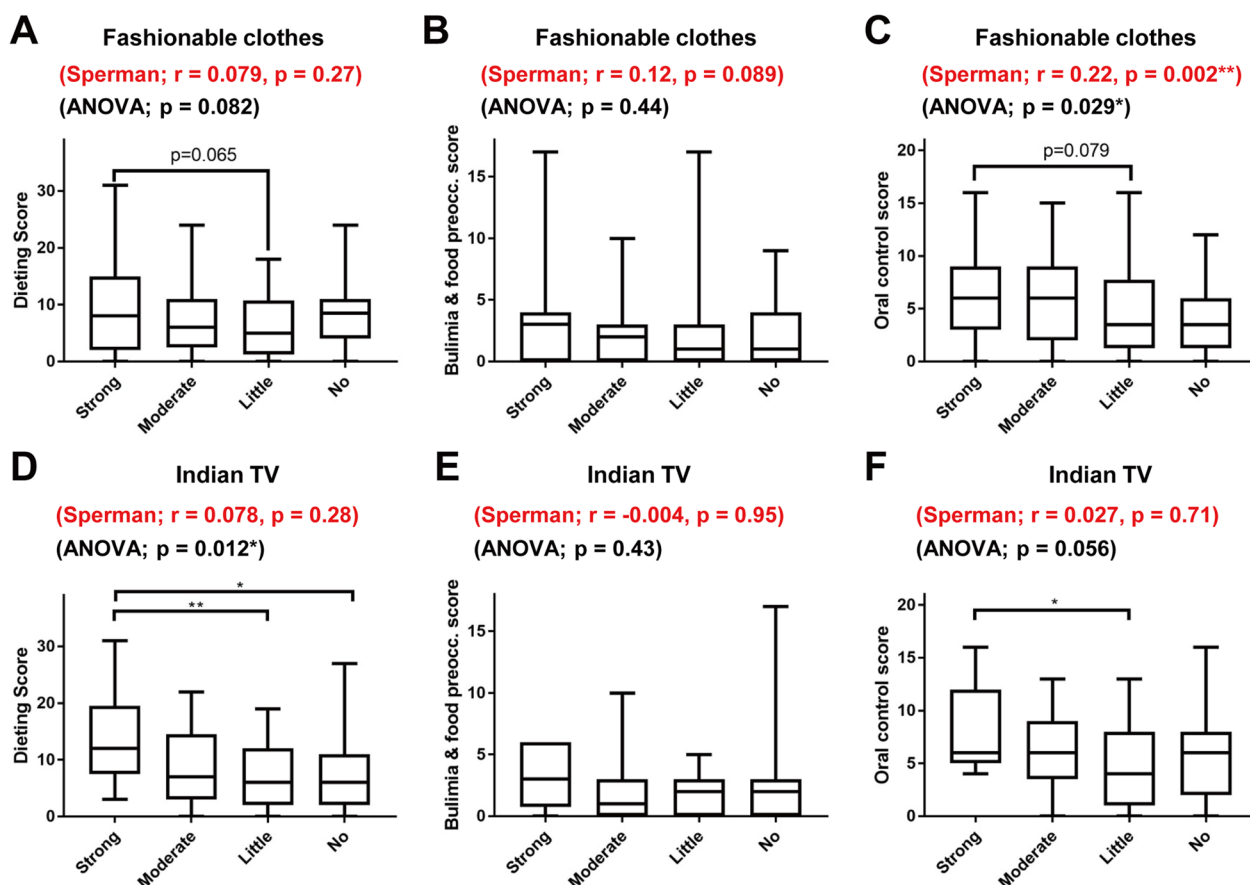 A
Fashionable clothes
(Sperman; r = 0.079, p = 0.27)
(ANOVA; p = 0.082)
p=0.065
Dieting Score
30
20
10
0
Strong
Moderate
Little
No
B
Fashionable clothes
(Sperman; r = 0.12, p = 0.089)
(ANOVA; p = 0.44)
Bulimia & food preocc. score
15
10
5
0
Strong
Moderate
Little
No
C
Fashionable clothes
(Sperman; r = 0.22, p = 0.002**)
(ANOVA; p = 0.029*)
p=0.079
Oral control score
20
15
10
5
0
Strong
Moderate
Little
No
D
Indian TV
(Sperman; r = 0.078, p = 0.28)
(ANOVA; p = 0.012*)
*
**
Dieting Score
30
20
10
0
Strong
Moderate
Little
No
E
Indian TV
(Sperman; r = -0.004, p = 0.95)
(ANOVA; p = 0.43)
Bulimia & food preocc. score
15
10
5
0
Strong
Moderate
Little
No
F
Indian TV
(Sperman; r = 0.027, p = 0.71)
(ANOVA; p = 0.056)
*
Oral control score
20
15
10
5
0
Strong
Moderate
Little
No